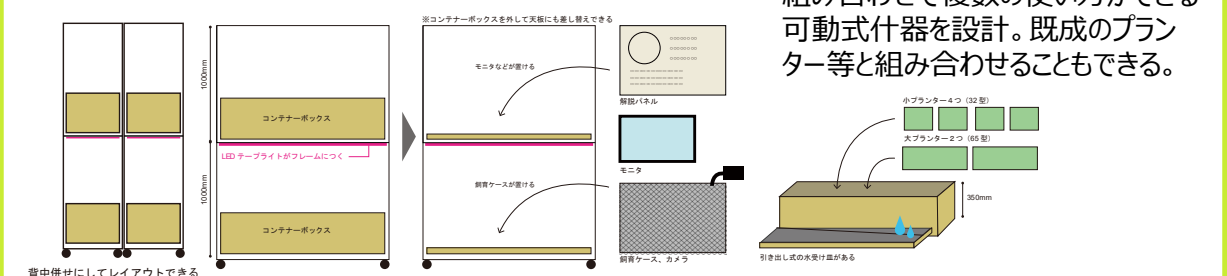 組み合わせて複数の使い方ができる
可動式什器を設計。既成のプラン
ター等と組み合わせることもできる。
※コンテナーボックスを外して天板にも差し替えできる
1000mm
1000mm
コンテナーボックス
LED テープライトがフレームにつく
コンテナーボックス
背中併せにしてレイアウトできる
モニタなどが置ける
飼育ケースが置ける
解説パネル
モニタ
飼育ケース、カメラ
小プランター４つ（32 型）
大プランター２つ（65 型）
350mm
引き出し式の水受け皿がある